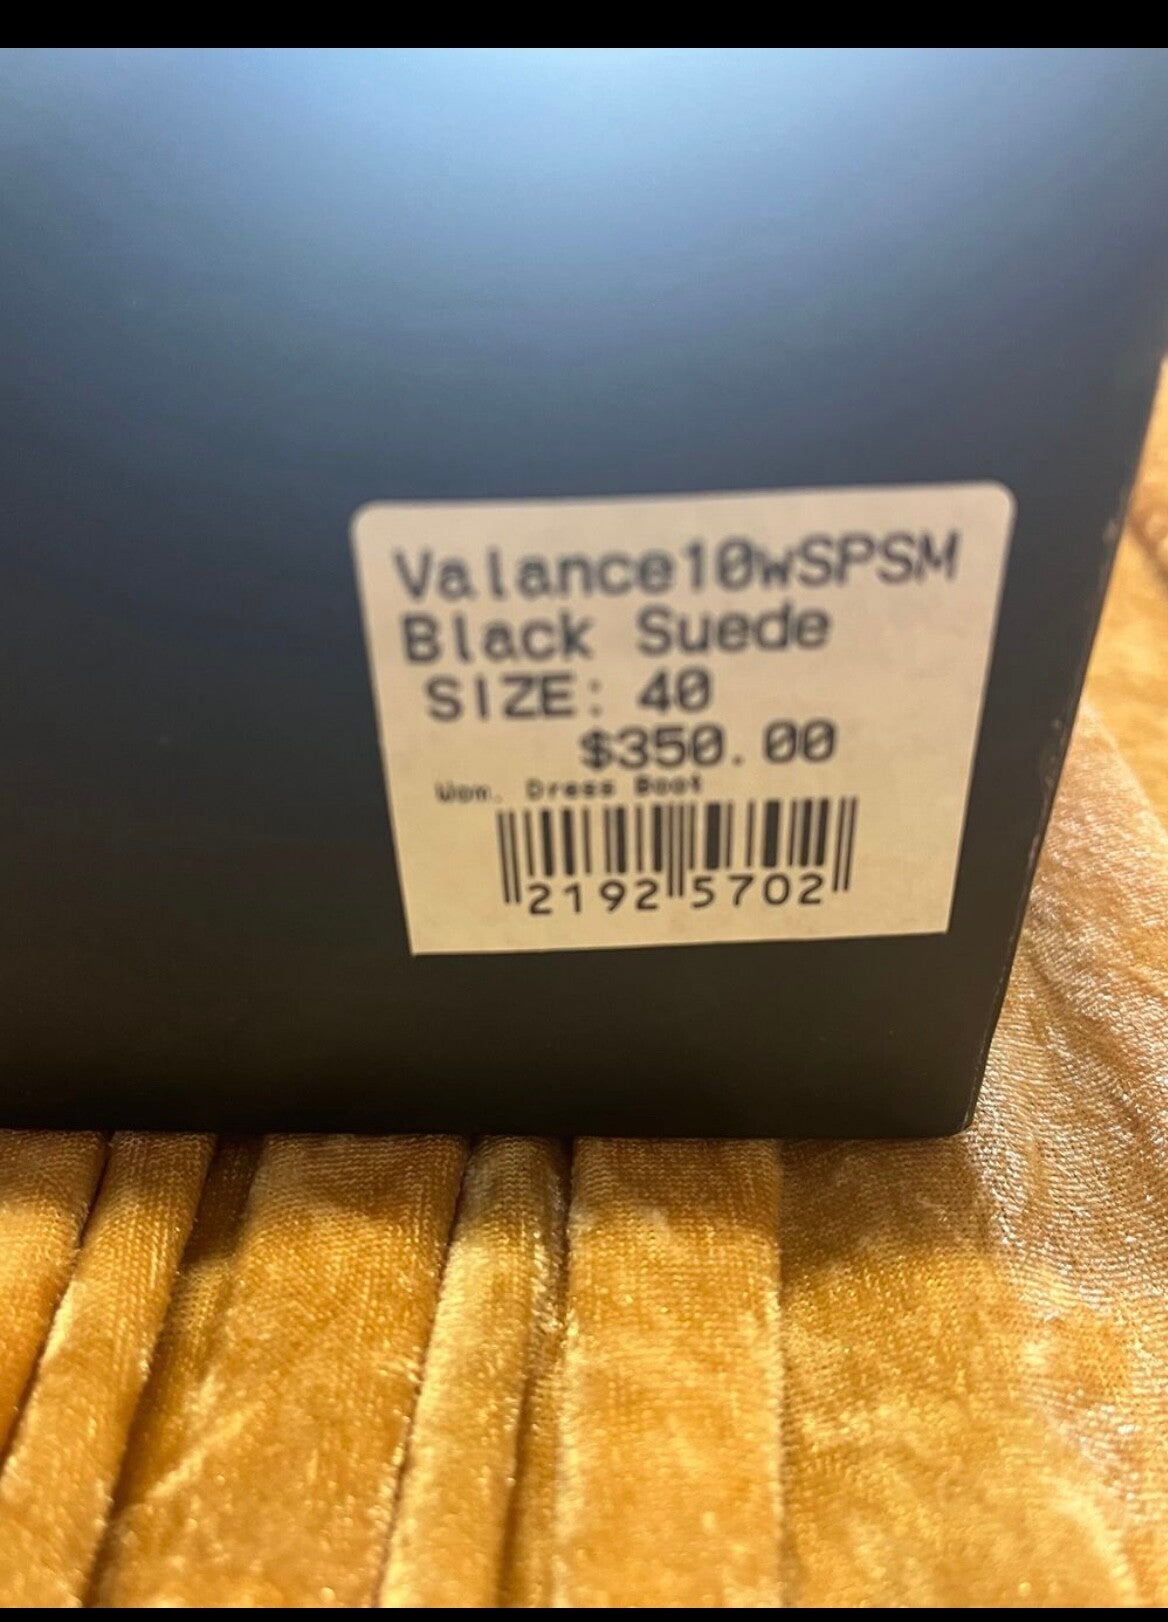 Valance10wSPSM
Black Suede
SIZE: 40
$350.00
Wom. Dress Boot
2192 5702